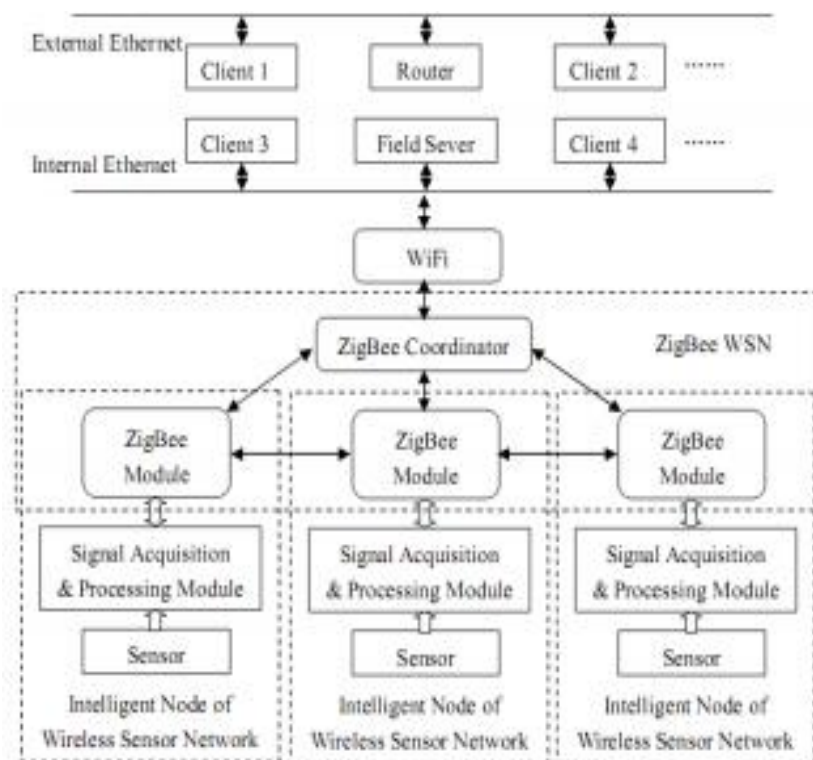 External Ethernet
Client 1
Router
Client 2
......
Client 3
Field Sever
Client 4
......
Internal Ethernet
WiFi
ZigBee Coordinator
ZigBee WSN
ZigBee
Module
ZigBee
Module
ZigBee
Module
Signal Acquisition
& Processing Module
Signal Acquisition
& Processing Module
Signal Acquisition
& Processing Module
Sensor
Sensor
Sensor
Intelligent Node of
Wireless Sensor Network
Intelligent Node of
Wireless Sensor Network
Intelligent Node of
Wireless Sensor Network